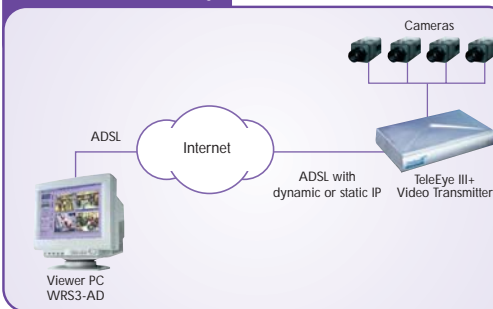 Cameras
ADSL
Internet
ADSL with
dynamic or static IP
TeleEye III+
Video Transmitter
Viewer PC
WRS3-AD